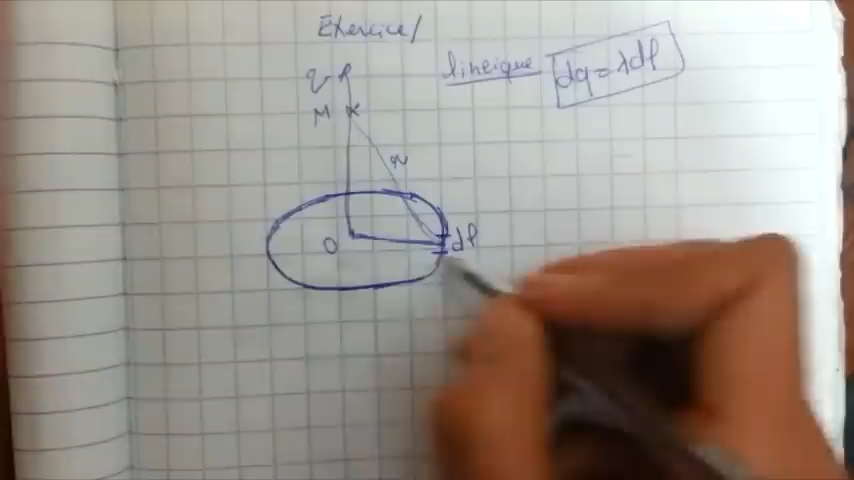 Exercice/
linéique dq = λdl
M
r
O
dl